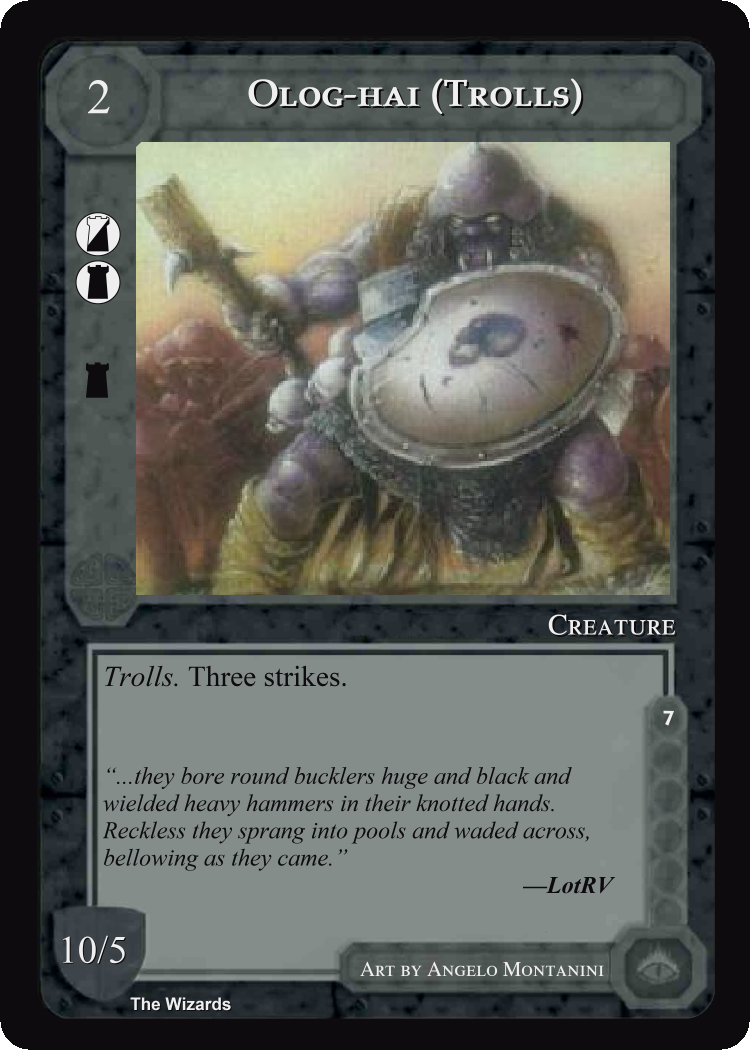 2
Olog-hai (Trolls)
Creature
Trolls. Three strikes.
7
“...they bore round bucklers huge and black and
wielded heavy hammers in their knotted hands.
Reckless they sprang into pools and waded across,
bellowing as they came.”
—LotRV
10/5
Art by Angelo Montanini
The Wizards